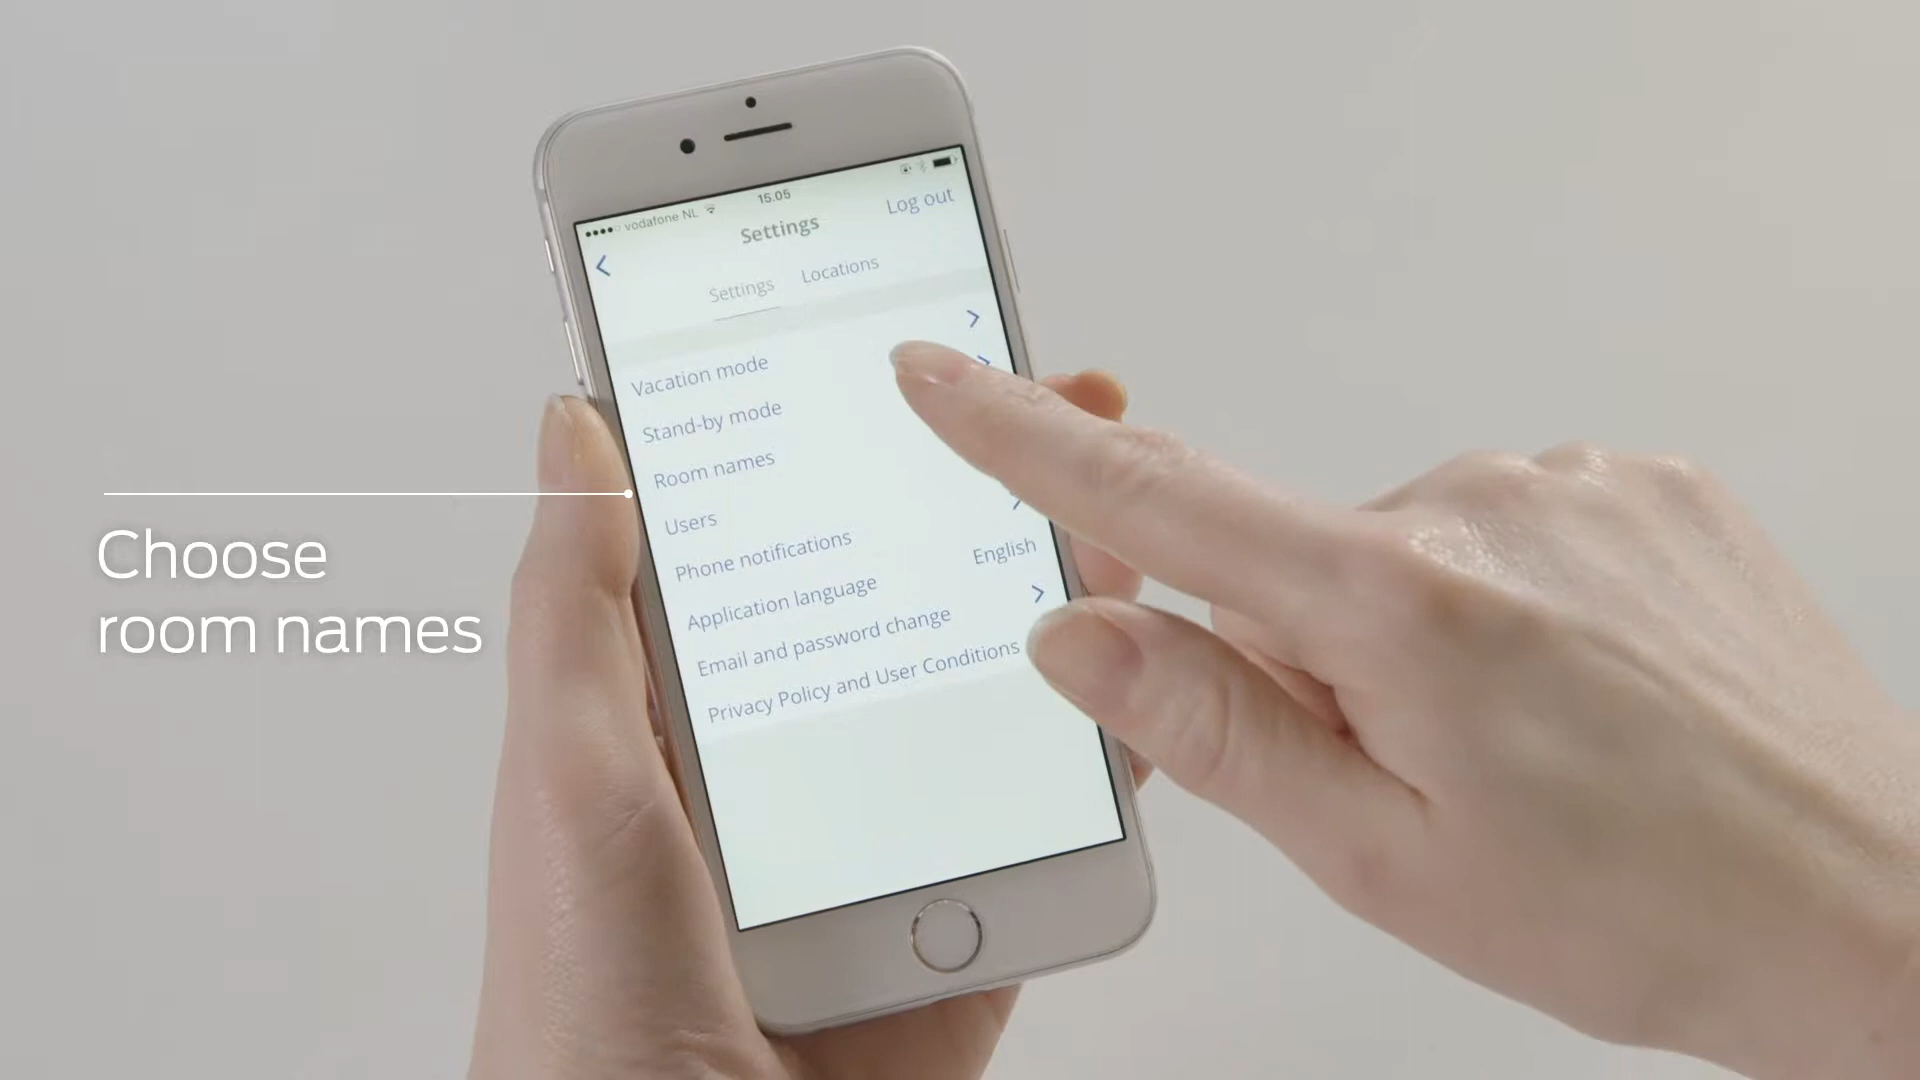 vodafone NL
15.05
Settings
Log out
Settings
Locations
Vacation mode
Stand-by mode
Room names
Users
Phone notifications
Application language
English
Email and password change
Privacy Policy and User Conditions
Choose
room names